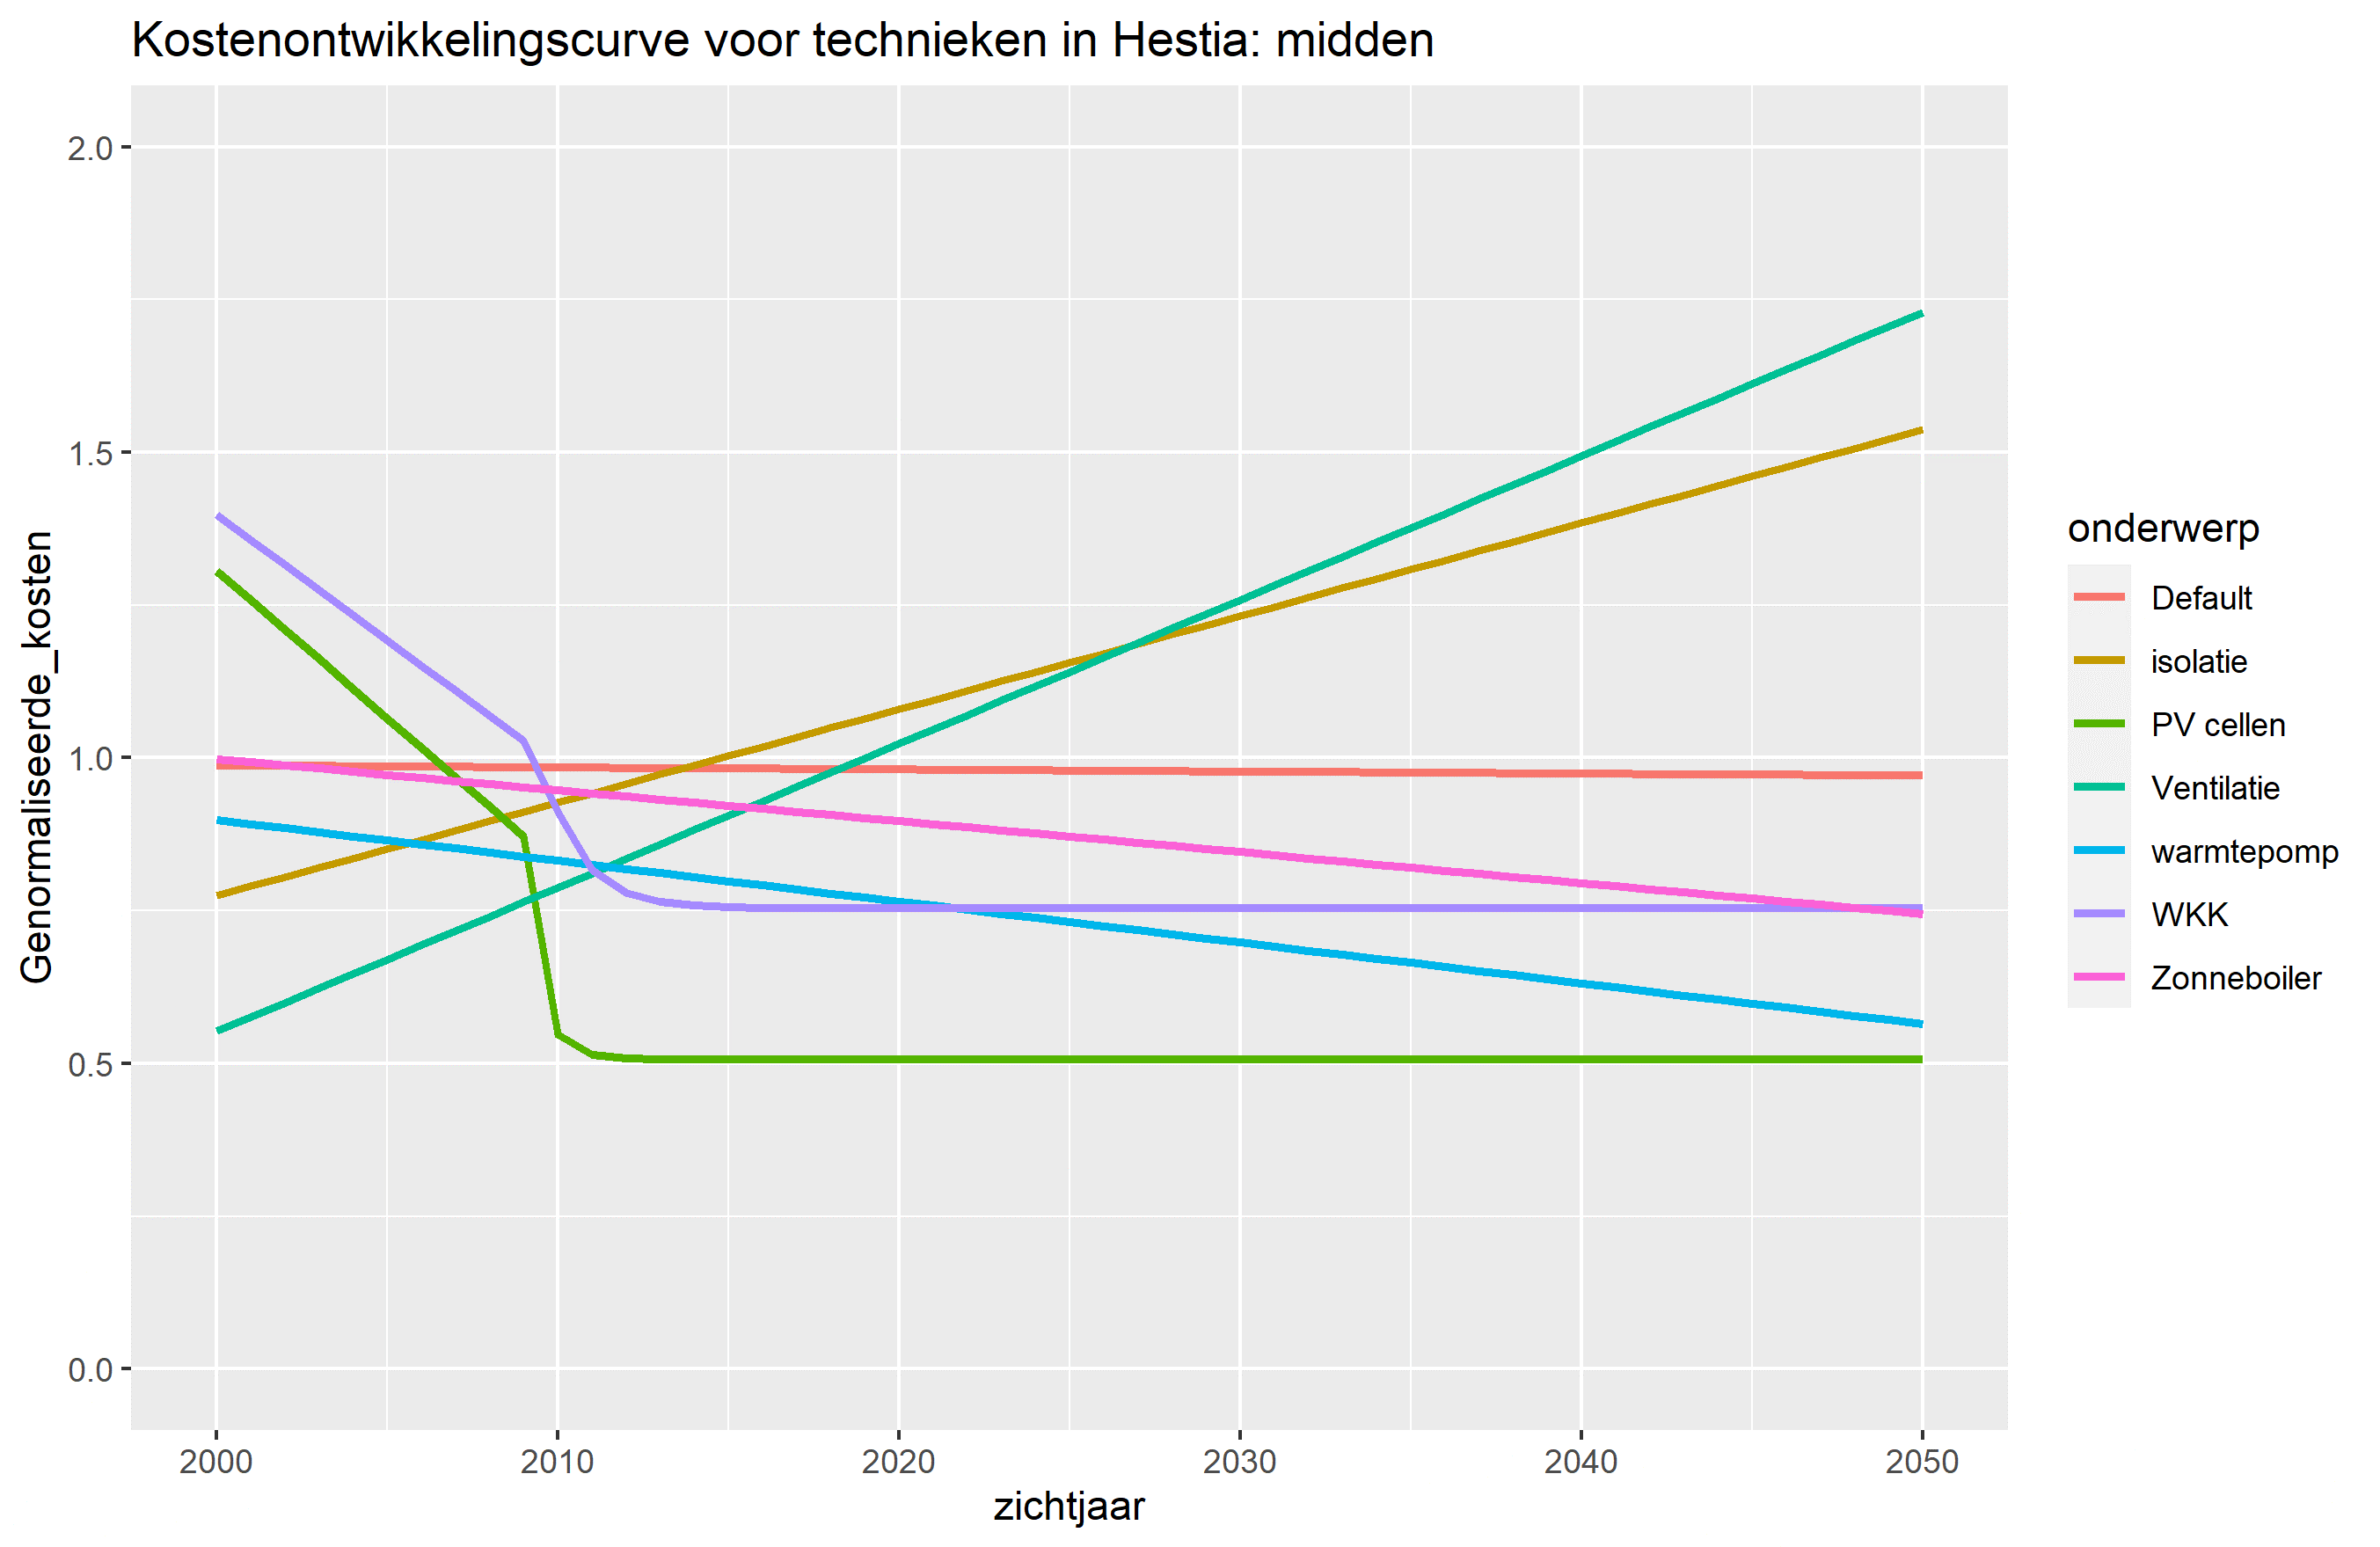 Kostenontwikkelingscurve voor technieken in Hestia: midden
2.0
1.5
1.0
0.5
0.0
Genormaliseerde_kosten
2000 2010 2020 2030 2040 2050
zichtjaar
onderwerp
Default
isolatie
PV cellen
Ventilatie
warmtepomp
WKK
Zonneboiler